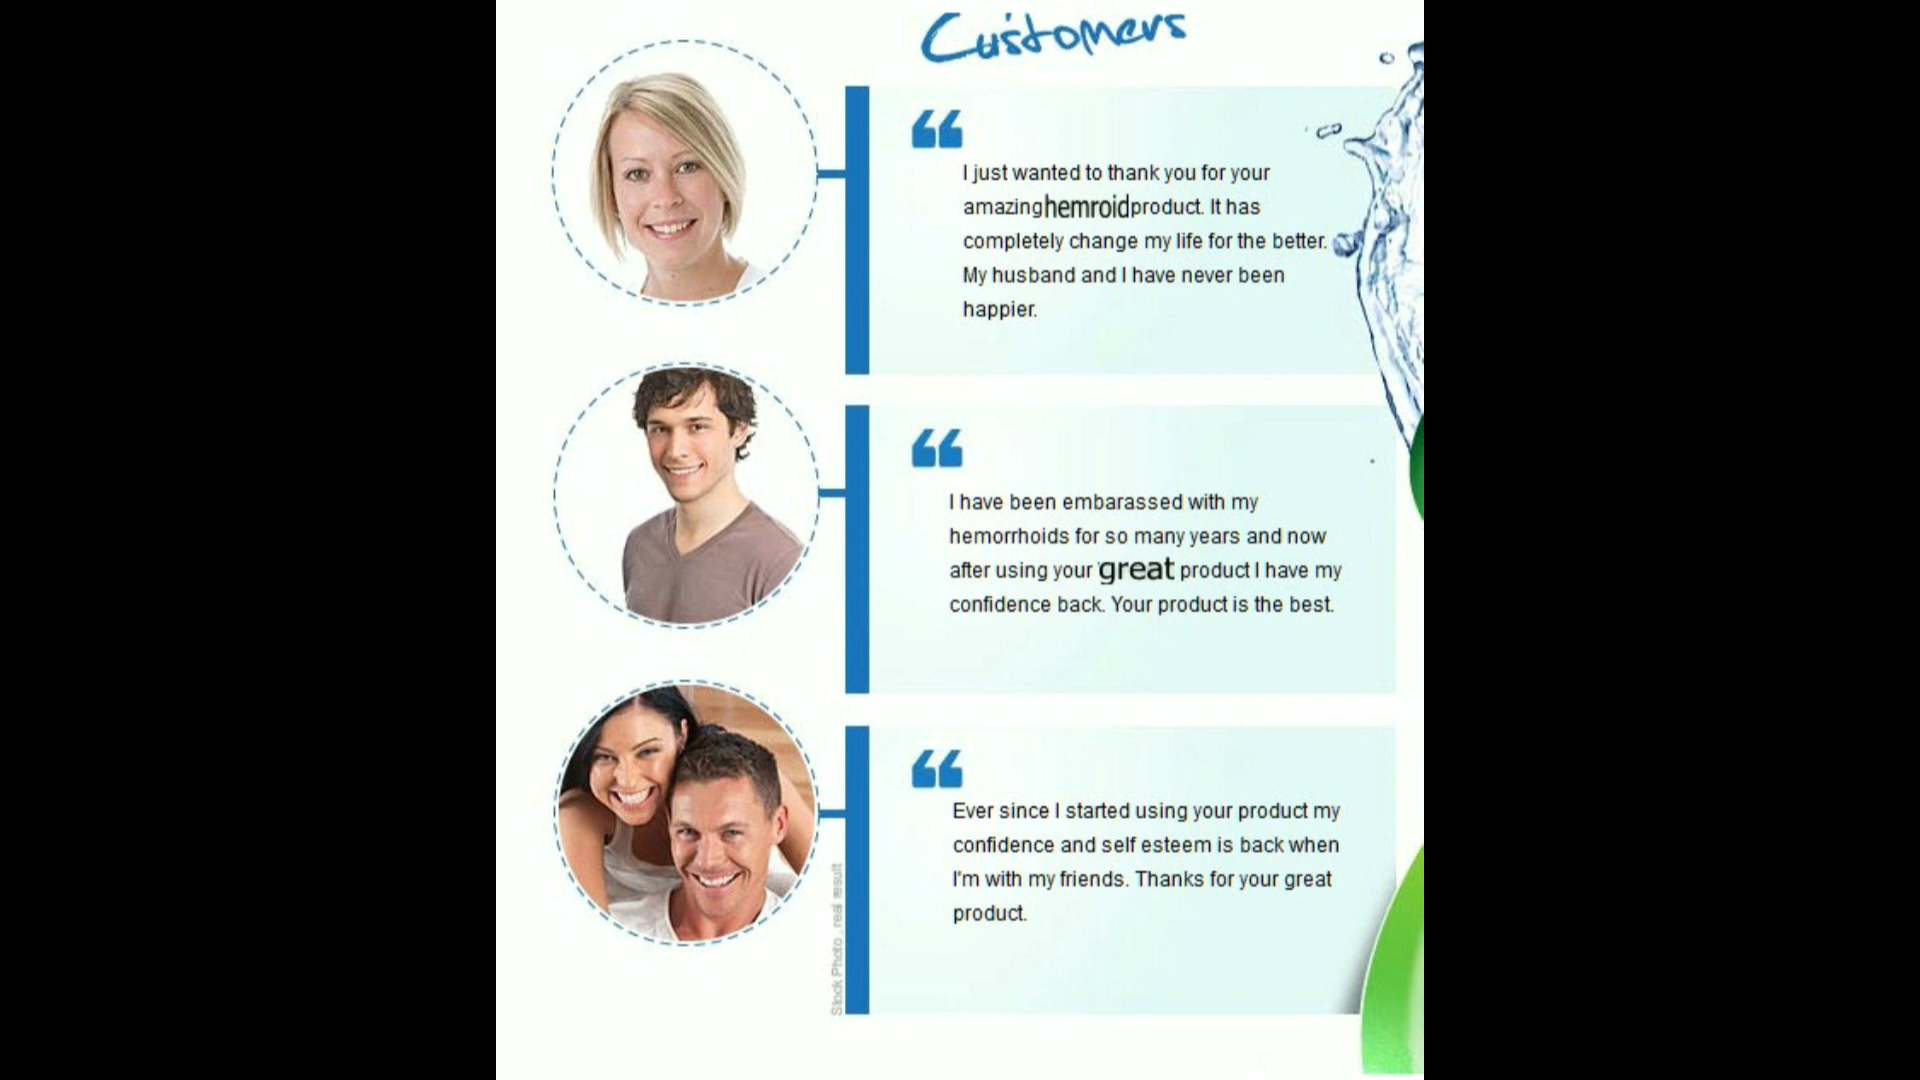 Customers
I just wanted to thank you for your
amazing hemroid product. It has
completely change my life for the better.
My husband and I have never been
happier.
I have been embarassed with my
hemorrhoids for so many years and now
after using your great product I have my
confidence back. Your product is the best.
Ever since I started using your product my
confidence and self esteem is back when
I'm with my friends. Thanks for your great
product.
Stock Photo , real result